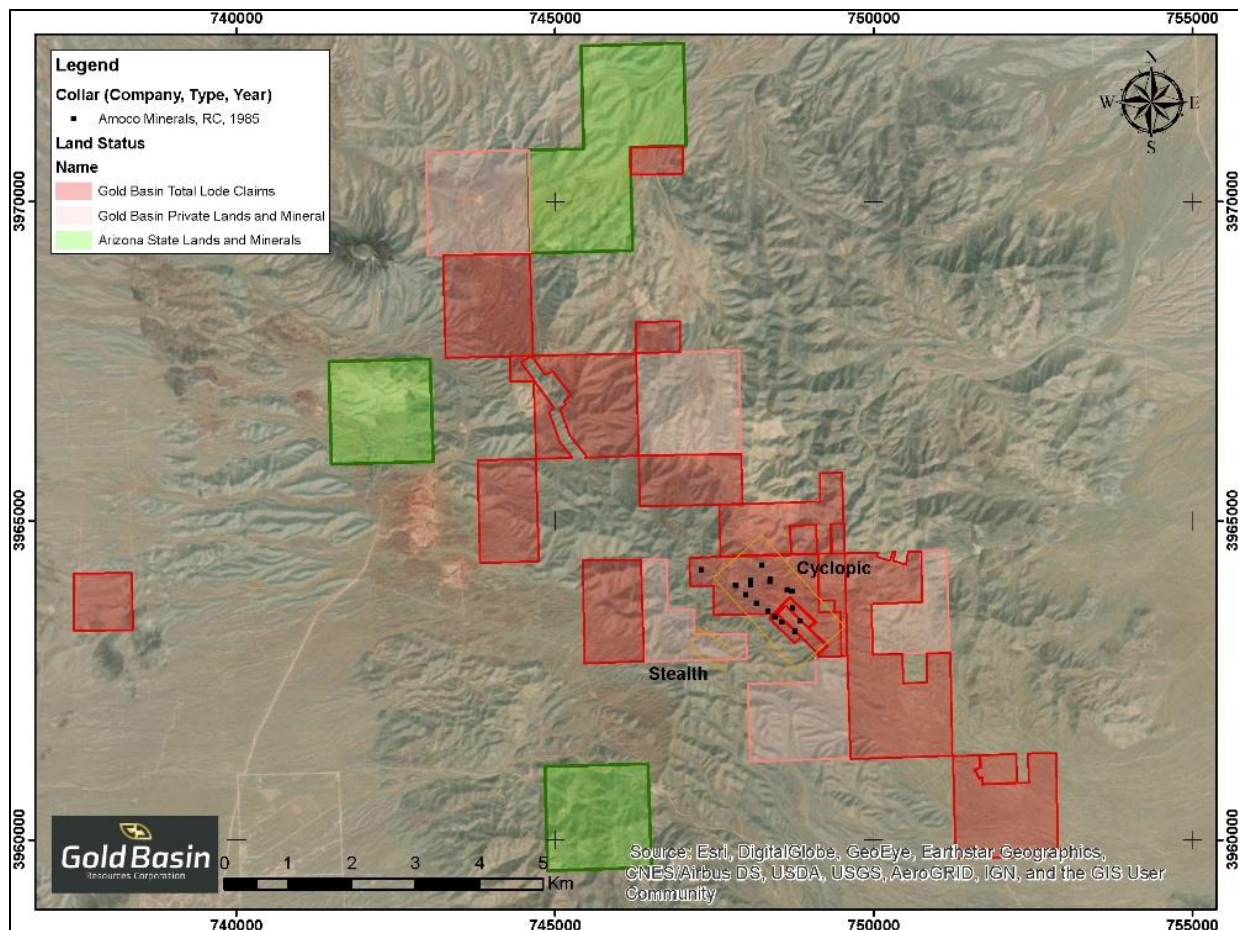 740000 745000 750000 755000
Legend
Collar (Company, Type, Year)
Amoco Minerals, RC, 1985
Land Status
Name
Gold Basin Total Lode Claims
Gold Basin Private Lands and Mineral
Arizona State Lands and Minerals
N
W E
S
3970000 3970000
3965000 3965000
Cyclopic
Stealth
3960000 3960000
Gold Basin
Resources Corporation
0 1 2 3 4 5
Km
Source: Esri, DigitalGlobe, GeoEye, Earthstar Geographics,
CNES/Airbus DS, USDA, USGS, AeroGRID, IGN, and the GIS User
Community
740000 745000 750000 755000